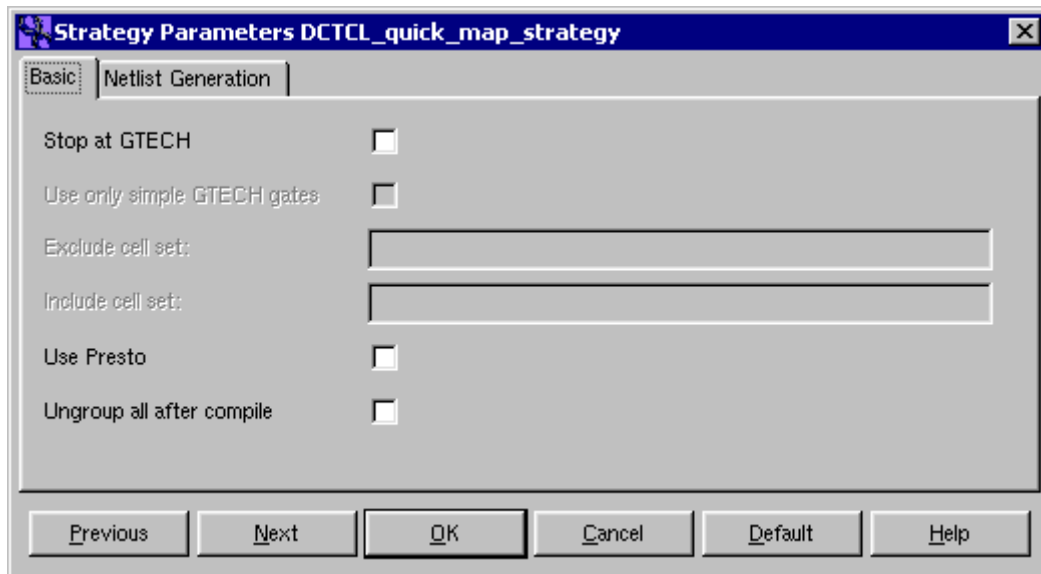 Strategy Parameters DCTCL_quick_map_strategy
Basic Netlist Generation
Stop at GTECH
Use only simple GTECH gates
Exclude cell set:
Include cell set:
Use Presto
Ungroup all after compile
Previous Next OK Cancel Default Help